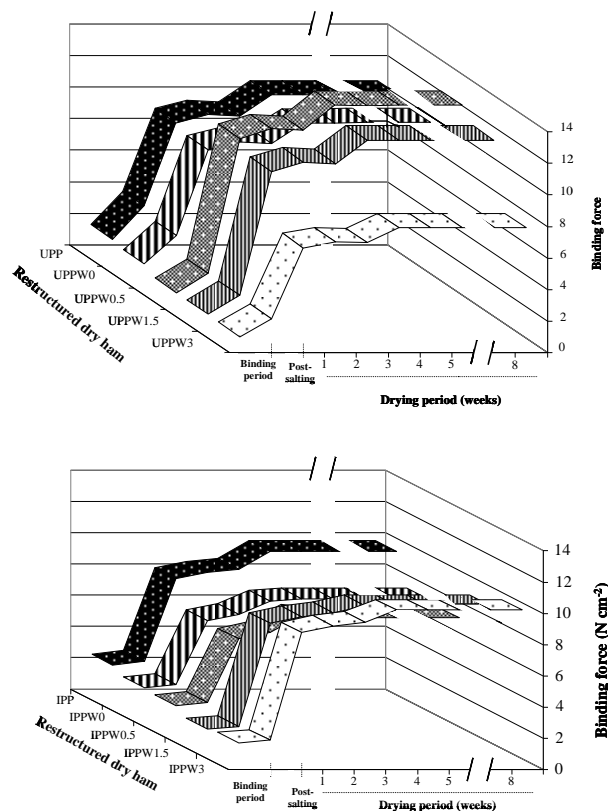 14
12
10
8
6
4
2
0
Binding force
UPP
UPPW0
UPPW0.5
UPPW1.5
UPPW3
Restructured dry ham
Binding
period
Post-
salting
1 2 3 4 5 8
Drying period (weeks)
14
12
10
8
6
4
2
0
Binding force (N cm-2)
IPP
IPPW0
IPPW0.5
IPPW1.5
IPPW3
Restructured dry ham
Binding
period
Post-
salting
1 2 3 4 5 8
Drying period (weeks)